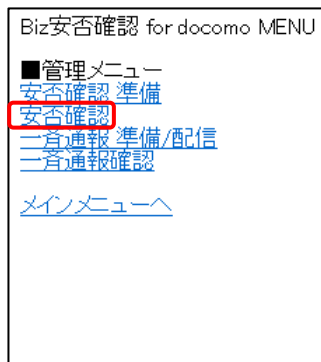 Biz安否確認 for docomo MENU
■管理メニュー
安否確認 準備
安否確認
一斉通報 準備/配信
一斉通報確認
メインメニューへ